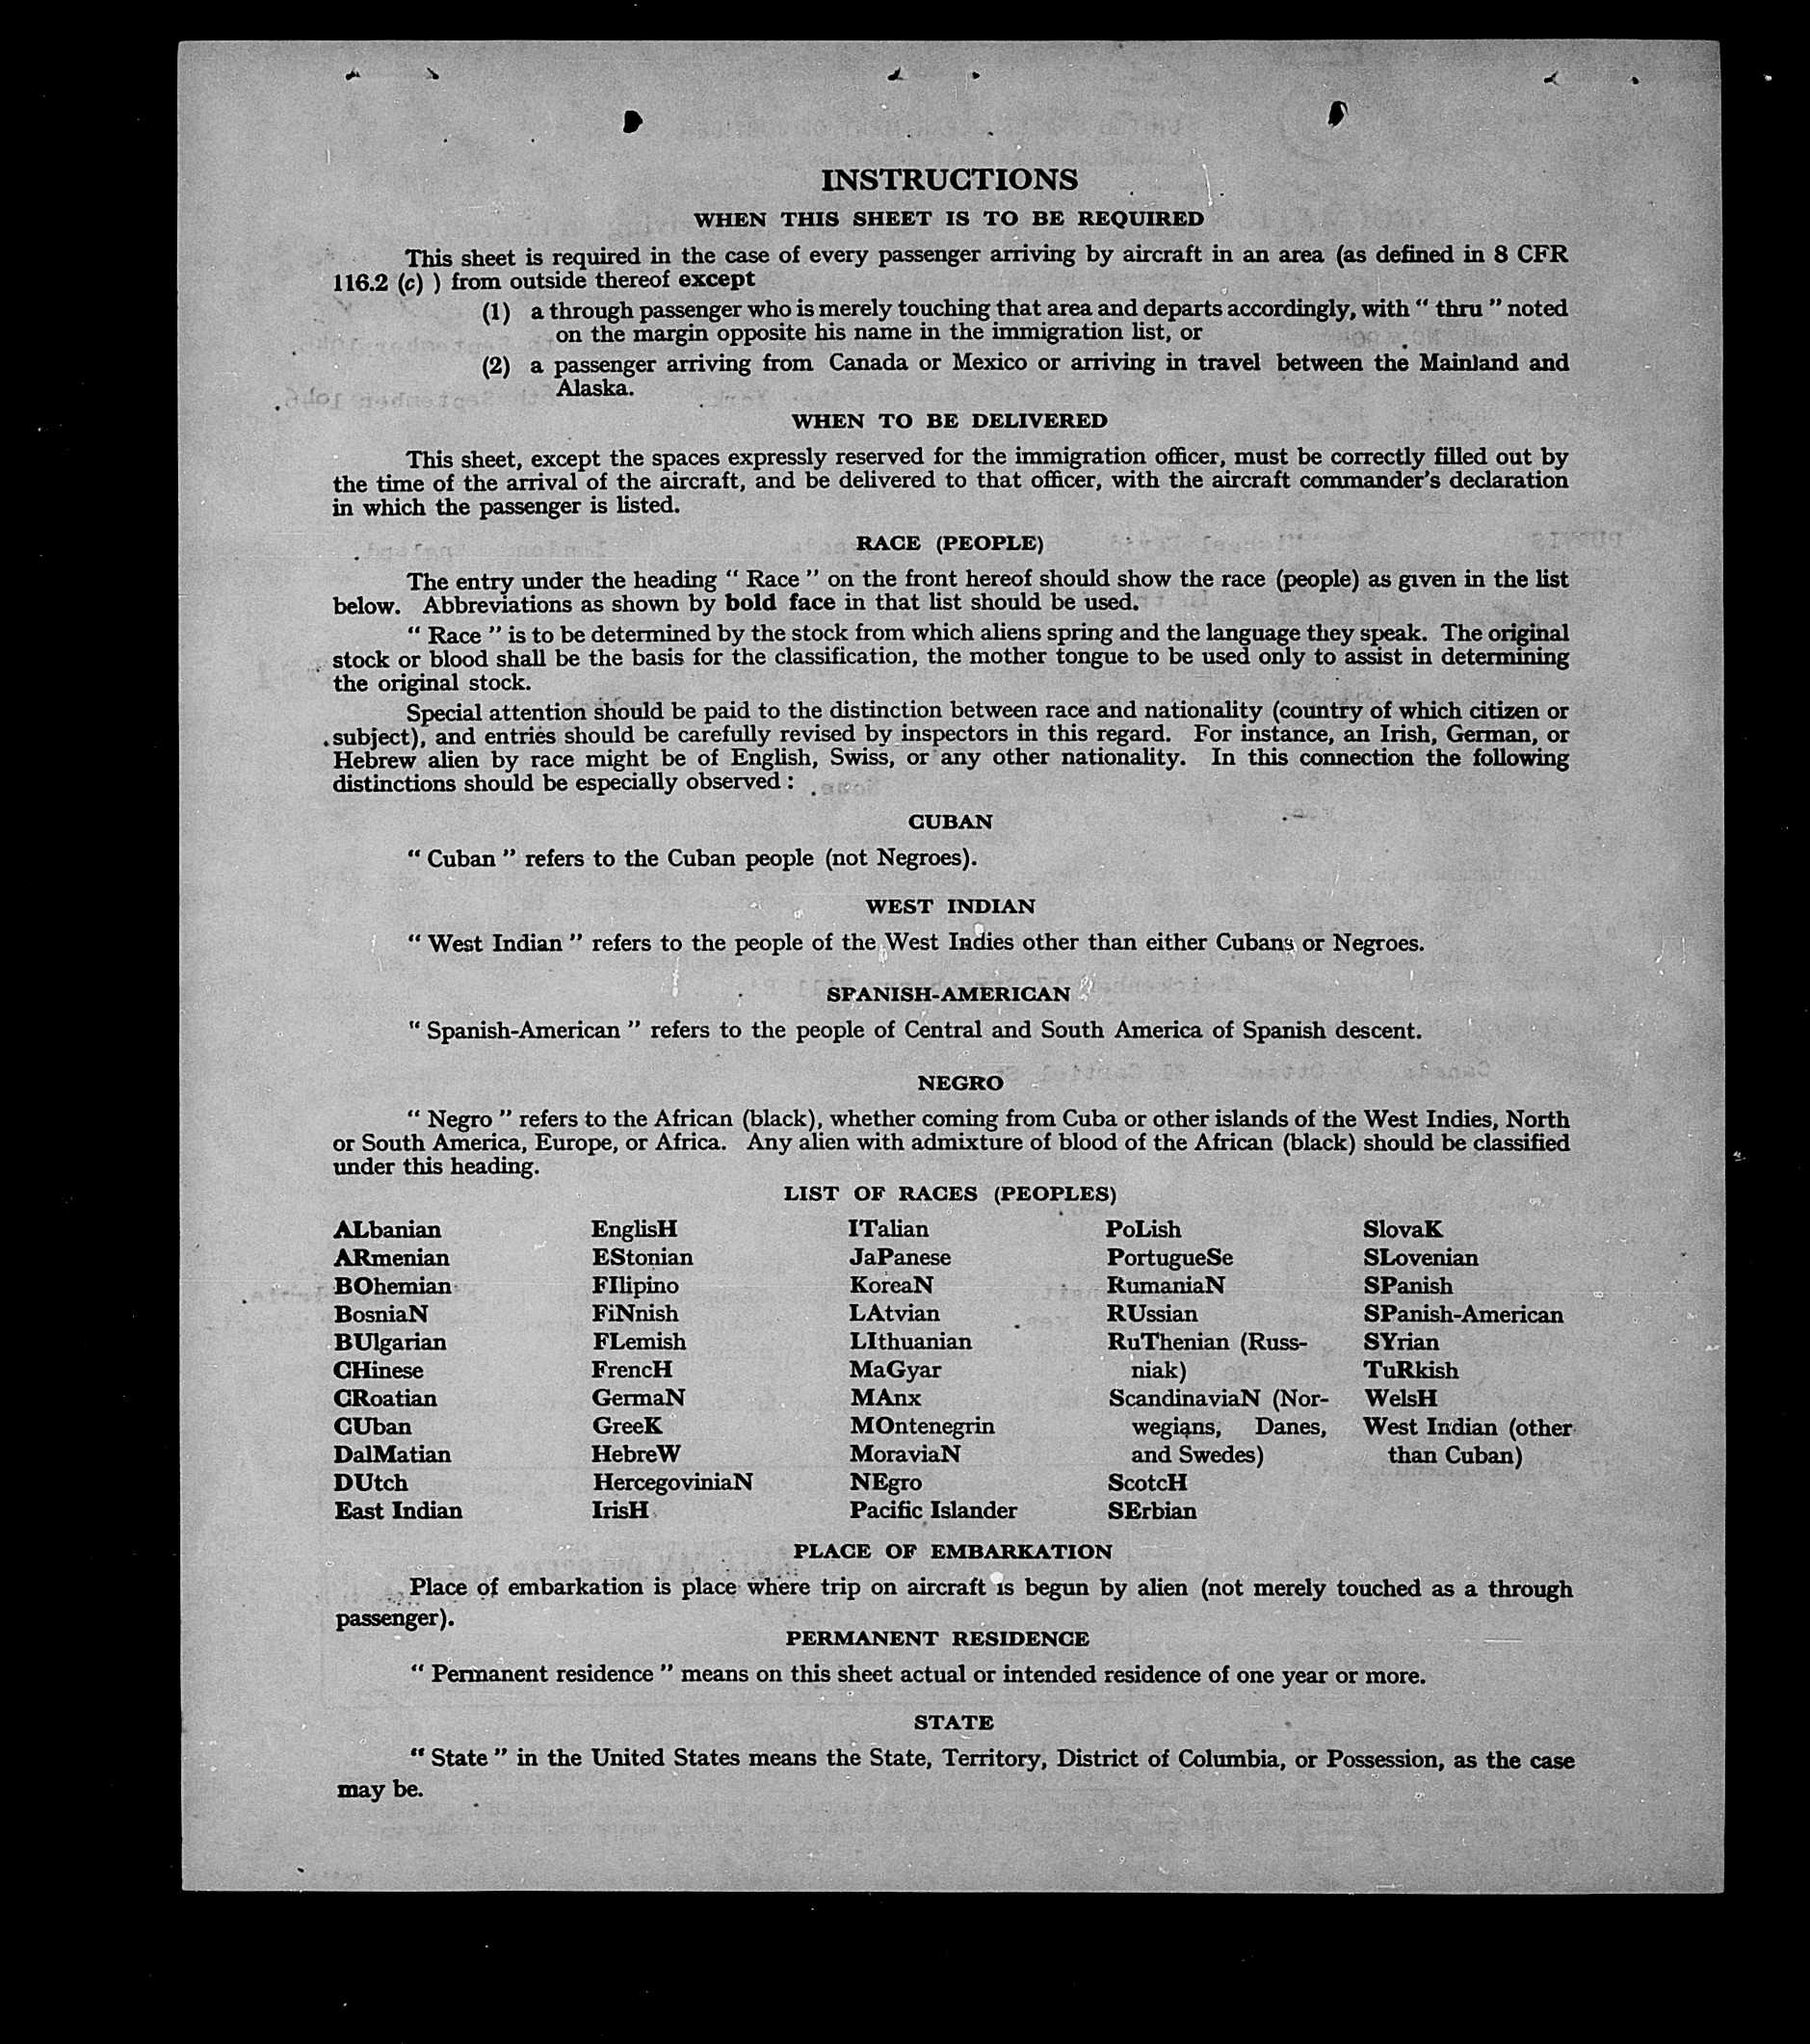 INSTRUCTIONS
WHEN THIS SHEET IS TO BE REQUIRED
This sheet is required in the case of every passenger arriving by aircraft in an area (as defined in 8 CFR
116.2 (c) ) from outside thereof except
(1) a through passenger who is merely touching that area and departs accordingly, with “ thru ” noted
on the margin opposite his name in the immigration list, or
(2) a passenger arriving from Canada or Mexico or arriving in travel between the Mainland and
Alaska.
WHEN TO BE DELIVERED
This sheet, except the spaces expressly reserved for the immigration officer, must be correctly filled out by
the time of the arrival of the aircraft, and be delivered to that officer, with the aircraft commander's declaration
in which the passenger is listed.
RACE (PEOPLE)
The entry under the heading “ Race ” on the front hereof should show the race (people) as given in the list
below. Abbreviations as shown by bold face in that list should be used.
“ Race ” is to be determined by the stock from which aliens spring and the language they speak. The original
stock or blood shall be the basis for the classification, the mother tongue to be used only to assist in determining
the original stock.
Special attention should be paid to the distinction between race and nationality (country of which citizen or
subject), and entries should be carefully revised by inspectors in this regard. For instance, an Irish, German, or
Hebrew alien by race might be of English, Swiss, or any other nationality. In this connection the following
distinctions should be especially observed :
CUBAN
“ Cuban ” refers to the Cuban people (not Negroes).
WEST INDIAN
“ West Indian ” refers to the people of the West Indies other than either Cubans or Negroes.
SPANISH-AMERICAN
“ Spanish-American ” refers to the people of Central and South America of Spanish descent.
NEGRO
“ Negro ” refers to the African (black), whether coming from Cuba or other islands of the West Indies, North
or South America, Europe, or Africa. Any alien with admixture of blood of the African (black) should be classified
under this heading.
LIST OF RACES (PEOPLES)
ALbanian
ARmenian
BOhemian
BosniaN
BUlgarian
CHinese
CRoatian
CUban
DalMatian
DUtch
East Indian
EnglisH
EStonian
FIlipino
FiNnish
FLemish
FrencH
GermaN
GreeK
HebreW
HercegoviniaN
IrisH
ITalian
JaPanese
KoreaN
LAtvian
LIthuanian
MaGyar
MAnx
MOntenegrin
MoraviaN
NEgro
Pacific Islander
PoLish
PortugueSe
RumaniaN
RUssian
RuThenian (Russ-
niak)
ScandinaviaN (Nor-
wegians, Danes,
and Swedes)
ScotcH
SErbian
SlovaK
SLovenian
SPanish
SPanish-American
SYrian
TuRkish
WelsH
West Indian (other
than Cuban)
PLACE OF EMBARKATION
Place of embarkation is place where trip on aircraft is begun by alien (not merely touched as a through
passenger).
PERMANENT RESIDENCE
“ Permanent residence ” means on this sheet actual or intended residence of one year or more.
STATE
“ State ” in the United States means the State, Territory, District of Columbia, or Possession, as the case
may be.